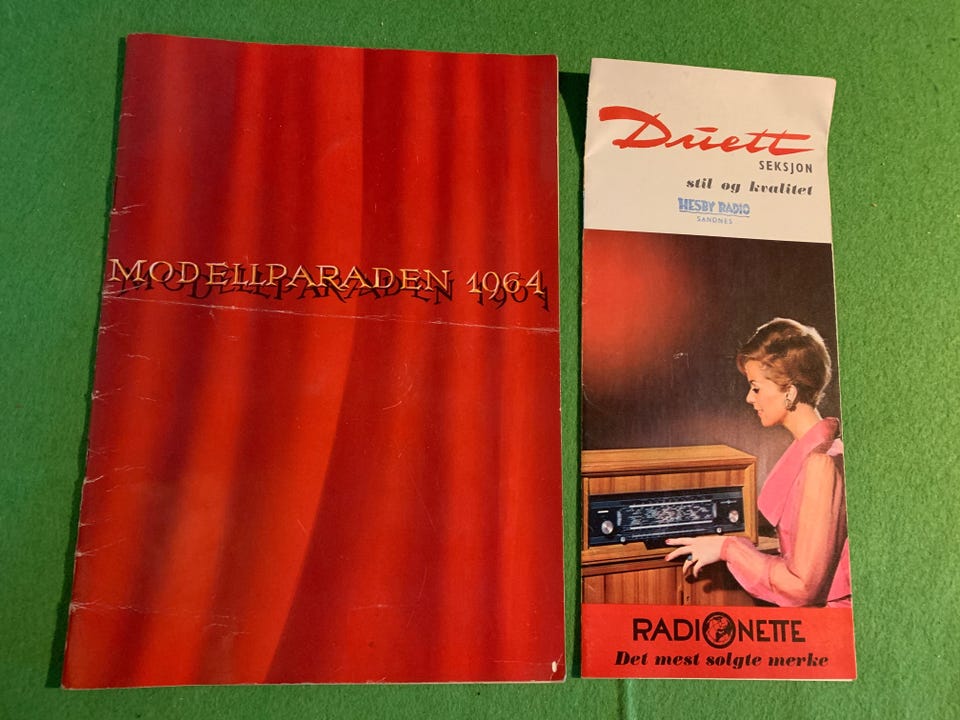 MODELLPARADEN 1964
Duett
SEKSJON
stil og kvalitet
HESBY RADIO
SANDNES
RADIONETTE
Det mest solgte merke